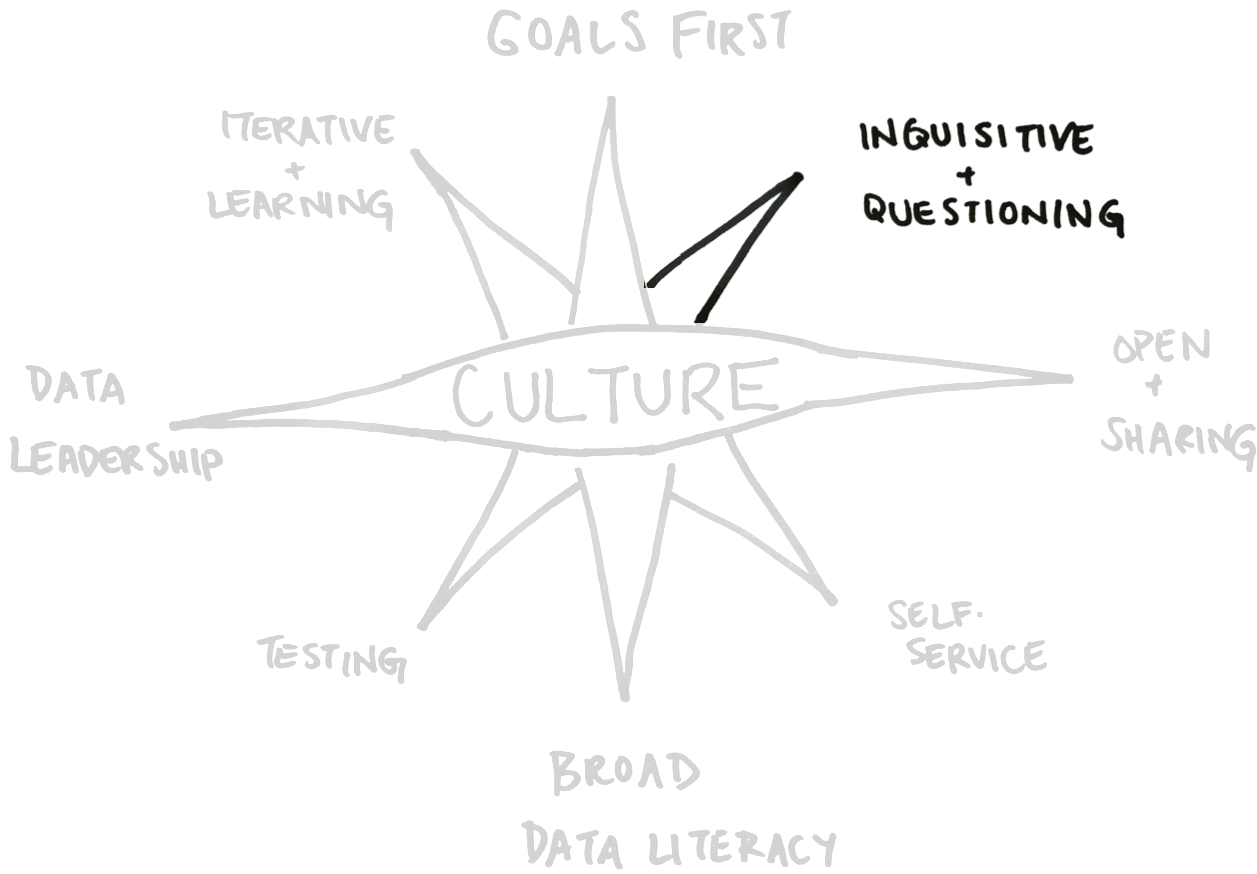 GOALS FIRST
ITERATIVE
+
LEARNING
INQUISITIVE
+
QUESTIONING
DATA
LEADERSHIP
CULTURE
OPEN
+
SHARING
TESTING
SELF-
SERVICE
BROAD
DATA LITERACY